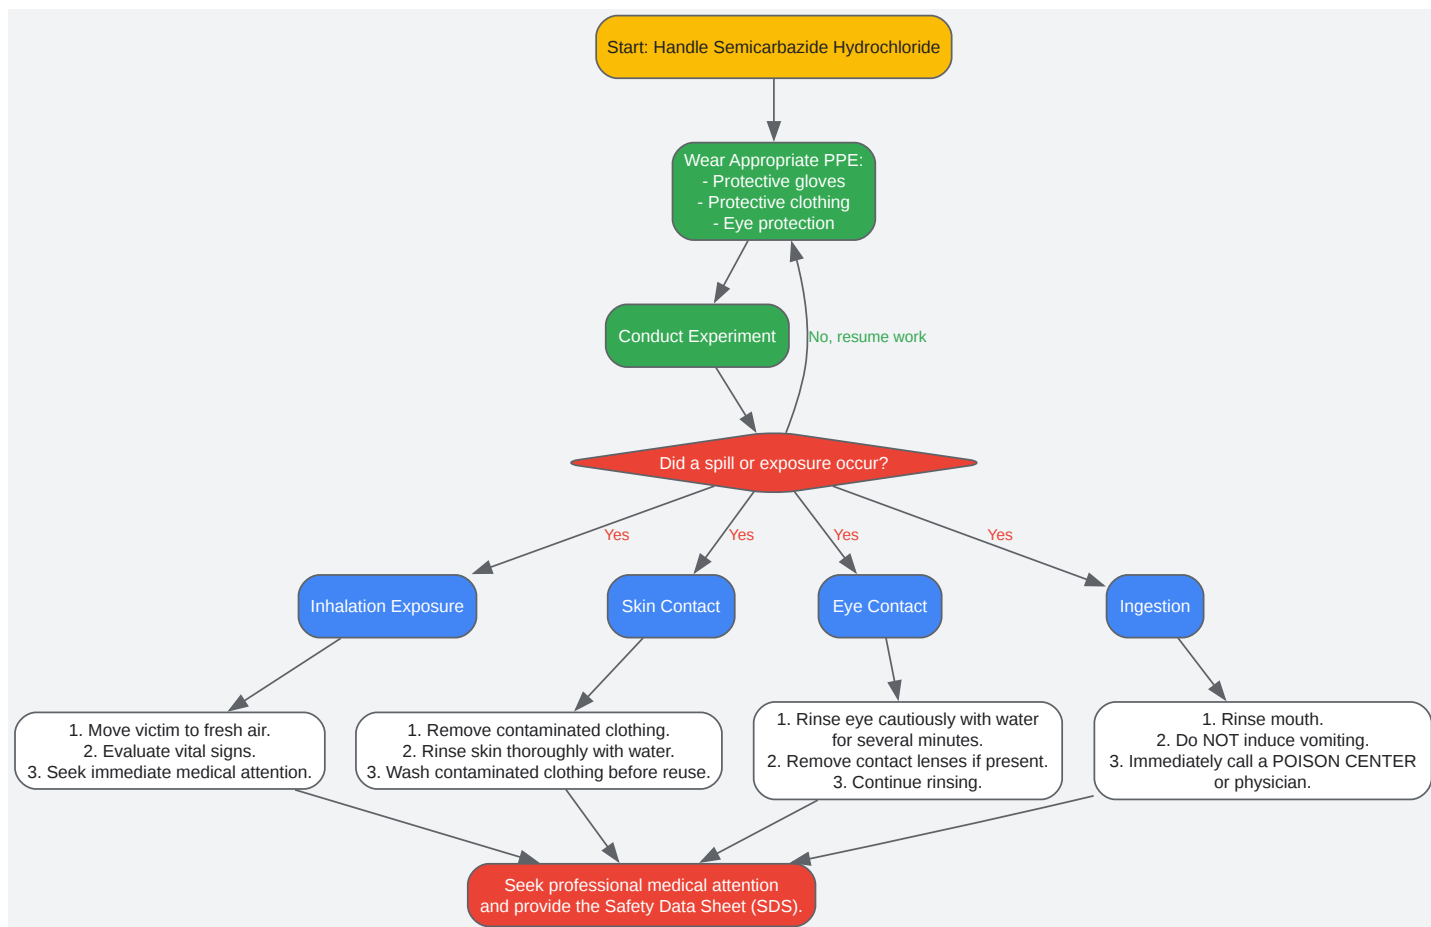 Start: Handle Semicarbazide Hydrochloride
Wear Appropriate PPE:
- Protective gloves
- Protective clothing
- Eye protection
Conduct Experiment
No, resume work
Did a spill or exposure occur?
Yes
Yes
Yes
Yes
Inhalation Exposure
Skin Contact
Eye Contact
Ingestion
1. Move victim to fresh air.
2. Evaluate vital signs.
3. Seek immediate medical attention.
1. Remove contaminated clothing.
2. Rinse skin thoroughly with water.
3. Wash contaminated clothing before reuse.
1. Rinse eye cautiously with water
for several minutes.
2. Remove contact lenses if present.
3. Continue rinsing.
1. Rinse mouth.
2. Do NOT induce vomiting.
3. Immediately call a POISON CENTER
or physician.
Seek professional medical attention
and provide the Safety Data Sheet (SDS).